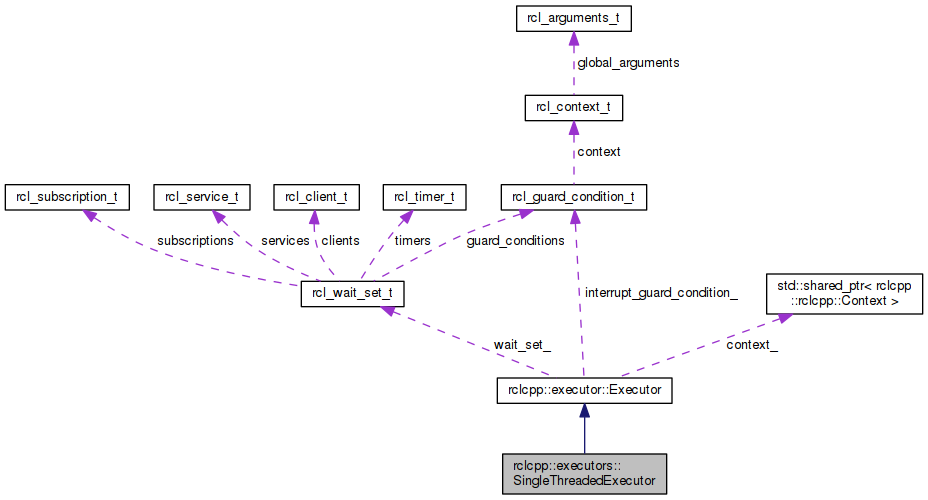 rcl_arguments_t
global_arguments
rcl_context_t
context
rcl_subscription_t
rcl_service_t
rcl_client_t
rcl_timer_t
rcl_guard_condition_t
subscriptions
services
clients
timers
guard_conditions
rcl_wait_set_t
interrupt_guard_condition_
std::shared_ptr< rclcpp
::rclcpp::Context >
wait_set_
context_
rclcpp::executor::Executor
rclcpp::executors::
SingleThreadedExecutor